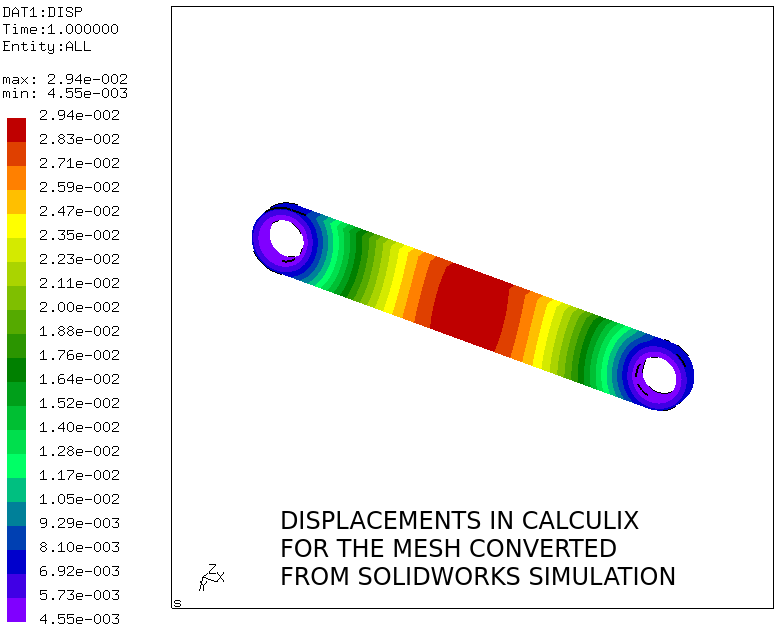 DAT1:DISP
Time:1.000000
Entity:ALL
max: 2.94e-002
min: 4.55e-003
2.94e-002
2.83e-002
2.71e-002
2.59e-002
2.47e-002
2.35e-002
2.23e-002
2.11e-002
2.00e-002
1.88e-002
1.76e-002
1.64e-002
1.52e-002
1.40e-002
1.28e-002
1.17e-002
1.05e-002
9.29e-003
8.10e-003
6.92e-003
5.73e-003
4.55e-003
DISPLACEMENTS IN CALCULIX
FOR THE MESH CONVERTED
FROM SOLIDWORKS SIMULATION
Z
X
Y
S